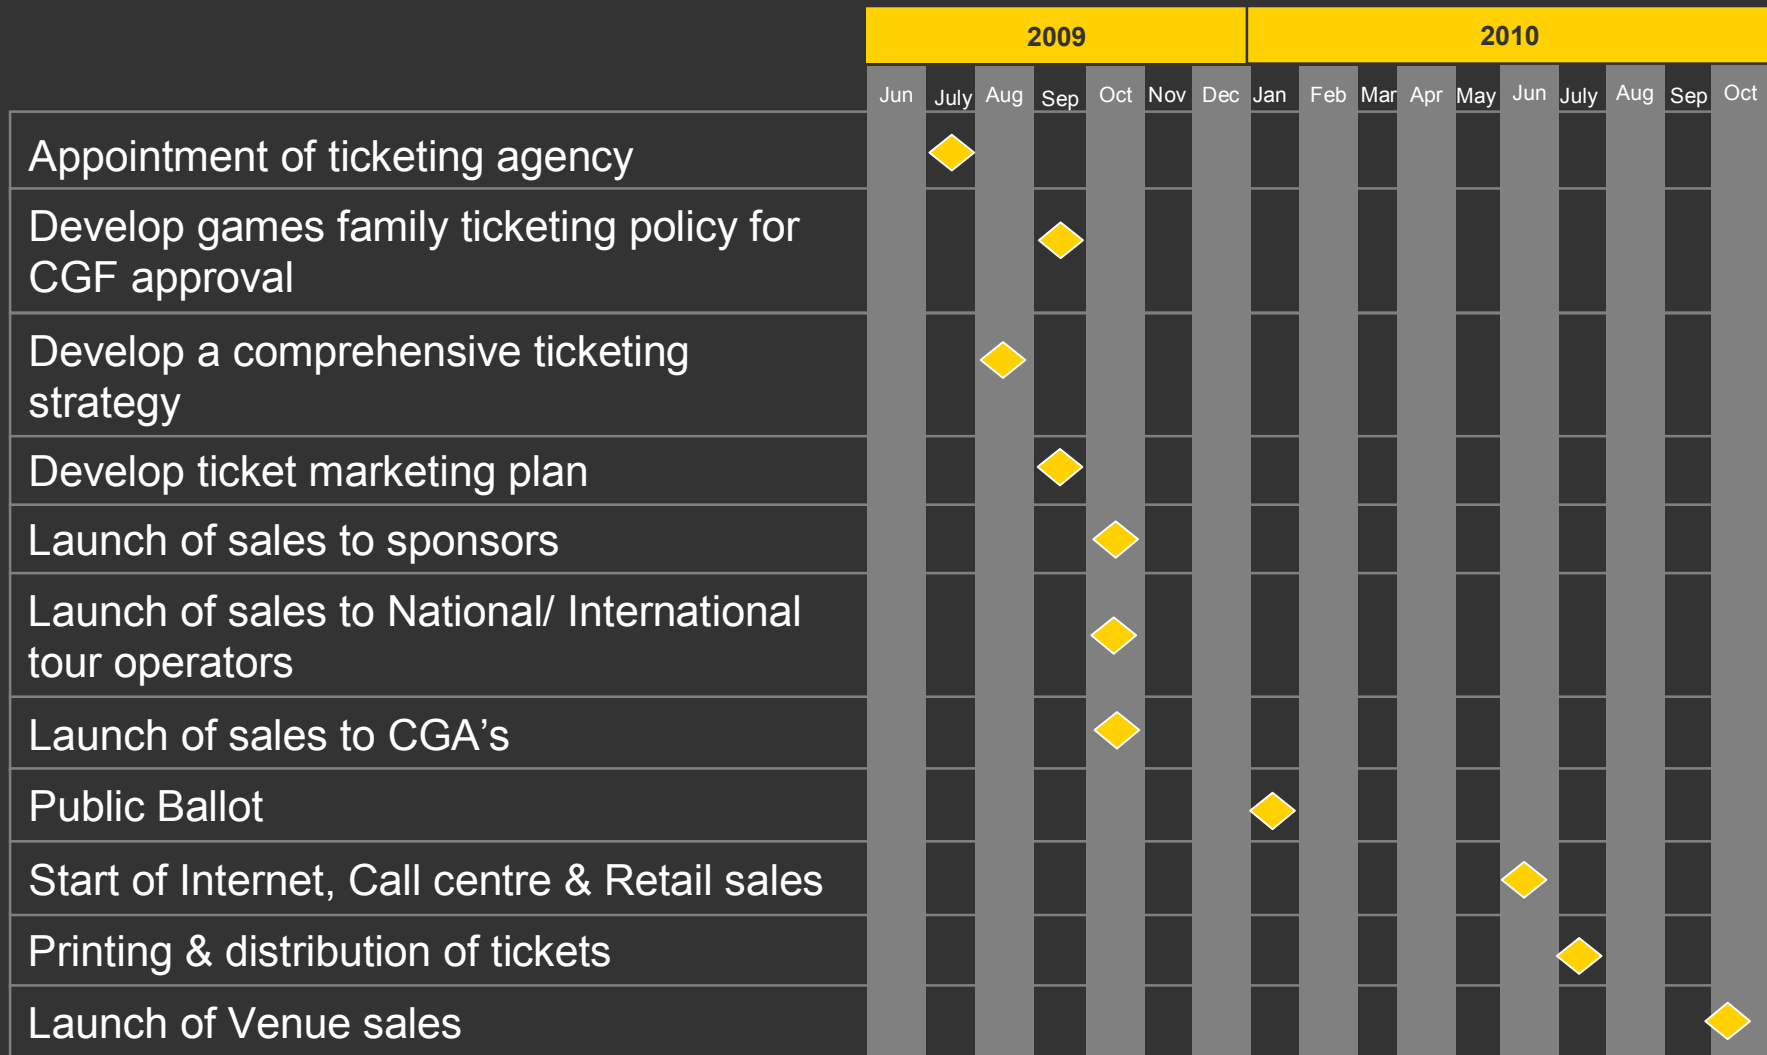 2009 2010
Jun July Aug Sep Oct Nov Dec Jan Feb Mar Apr May Jun July Aug Sep Oct
Appointment of ticketing agency
Develop games family ticketing policy for
CGF approval
Develop a comprehensive ticketing
strategy
Develop ticket marketing plan
Launch of sales to sponsors
Launch of sales to National/ International
tour operators
Launch of sales to CGA’s
Public Ballot
Start of Internet, Call centre & Retail sales
Printing & distribution of tickets
Launch of Venue sales